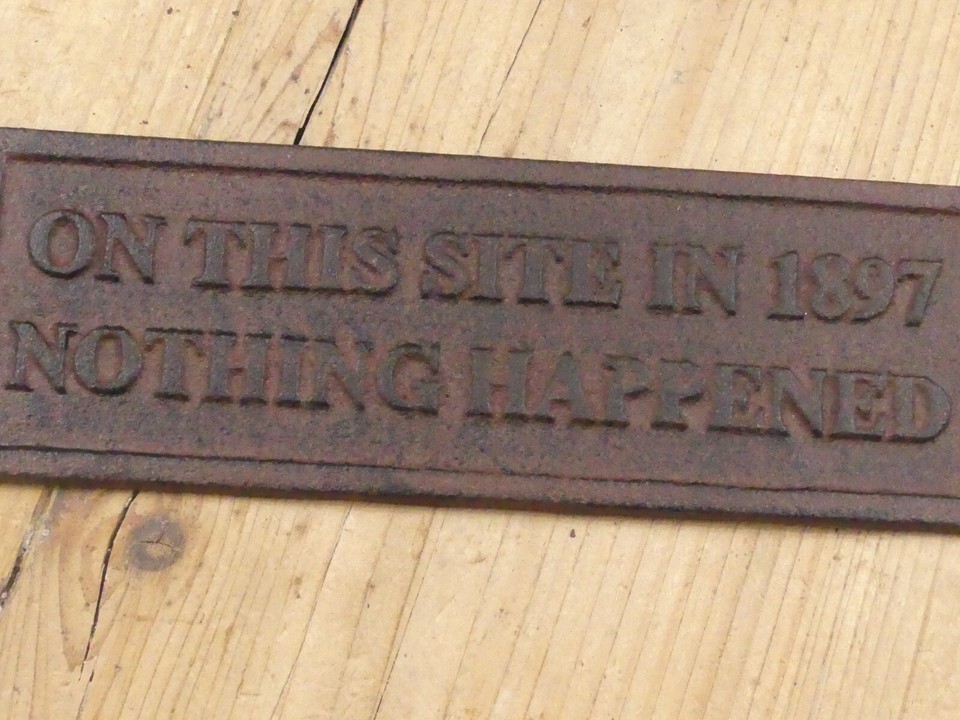 ON THIS SITE IN 1897
NOTHING HAPPENED